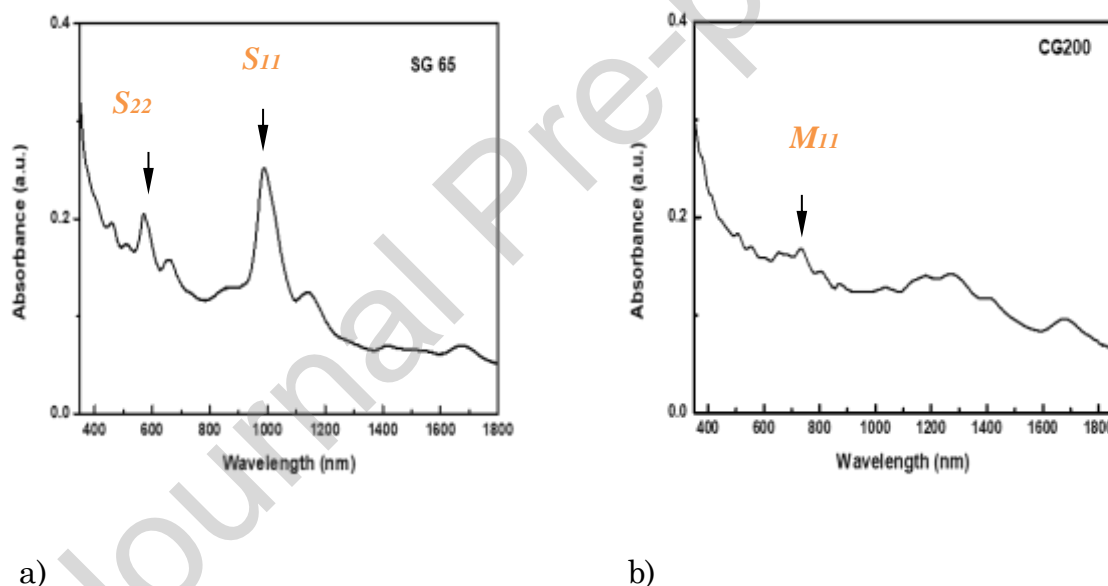 0.4
SG 65
S11
S22
0.2
0.0
Absorbance (a.u.)
400 600 800 1000 1200 1400 1600 1800
Wavelength (nm)
a)
0.4
CG200
M11
0.2
0.0
Absorbance (a.u.)
400 600 800 1000 1200 1400 1600 1800
Wavelength (nm)
b)
Journal Pre-p